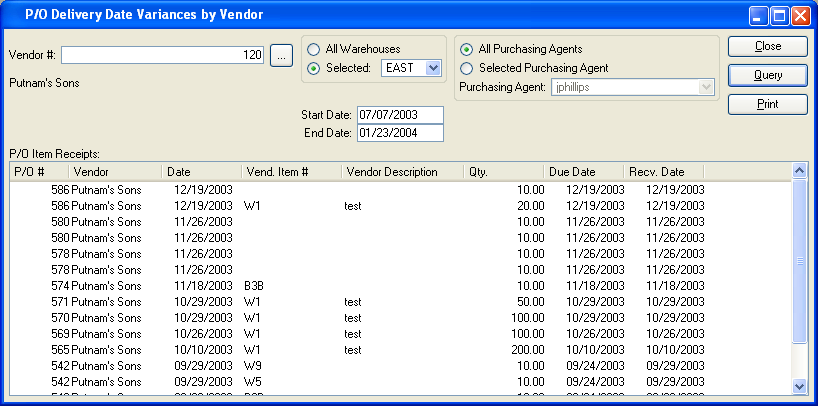 P/O Delivery Date Variances by Vendor
Vendor #: 120 ...
Putnam's Sons
All Warehouses
Selected: EAST
All Purchasing Agents
Selected Purchasing Agent
Purchasing Agent: jphillips
Close
Query
Print
Start Date: 07/07/2003
End Date: 01/23/2004
P/O Item Receipts:
P/O # Vendor Date Vend. Item # Vendor Description Qty. Due Date Recv. Date
586 Putnam's Sons 12/19/2003 10.00 12/19/2003 12/19/2003
586 Putnam's Sons 12/19/2003 W1 test 20.00 12/19/2003 12/19/2003
580 Putnam's Sons 11/26/2003 10.00 11/26/2003 11/26/2003
580 Putnam's Sons 11/26/2003 10.00 11/26/2003 11/26/2003
578 Putnam's Sons 11/26/2003 10.00 11/26/2003 11/26/2003
578 Putnam's Sons 11/26/2003 10.00 11/26/2003 11/26/2003
574 Putnam's Sons 11/18/2003 B3B 10.00 11/18/2003 11/18/2003
571 Putnam's Sons 10/29/2003 W1 test 50.00 10/29/2003 10/29/2003
570 Putnam's Sons 10/29/2003 W1 test 100.00 10/29/2003 10/29/2003
569 Putnam's Sons 10/26/2003 W1 test 100.00 10/26/2003 10/26/2003
565 Putnam's Sons 10/10/2003 W1 test 200.00 10/10/2003 10/10/2003
542 Putnam's Sons 09/29/2003 W9 10.00 09/24/2003 09/29/2003
542 Putnam's Sons 09/29/2003 W5 10.00 09/24/2003 09/29/2003